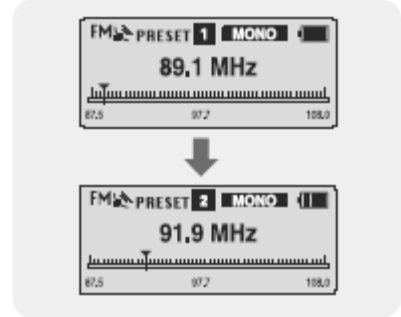 FM PRESET 1 MONO
89.1 MHz
87.5 97.7 108.0
FM PRESET 2 MONO
91.9 MHz
87.5 97.7 108.0